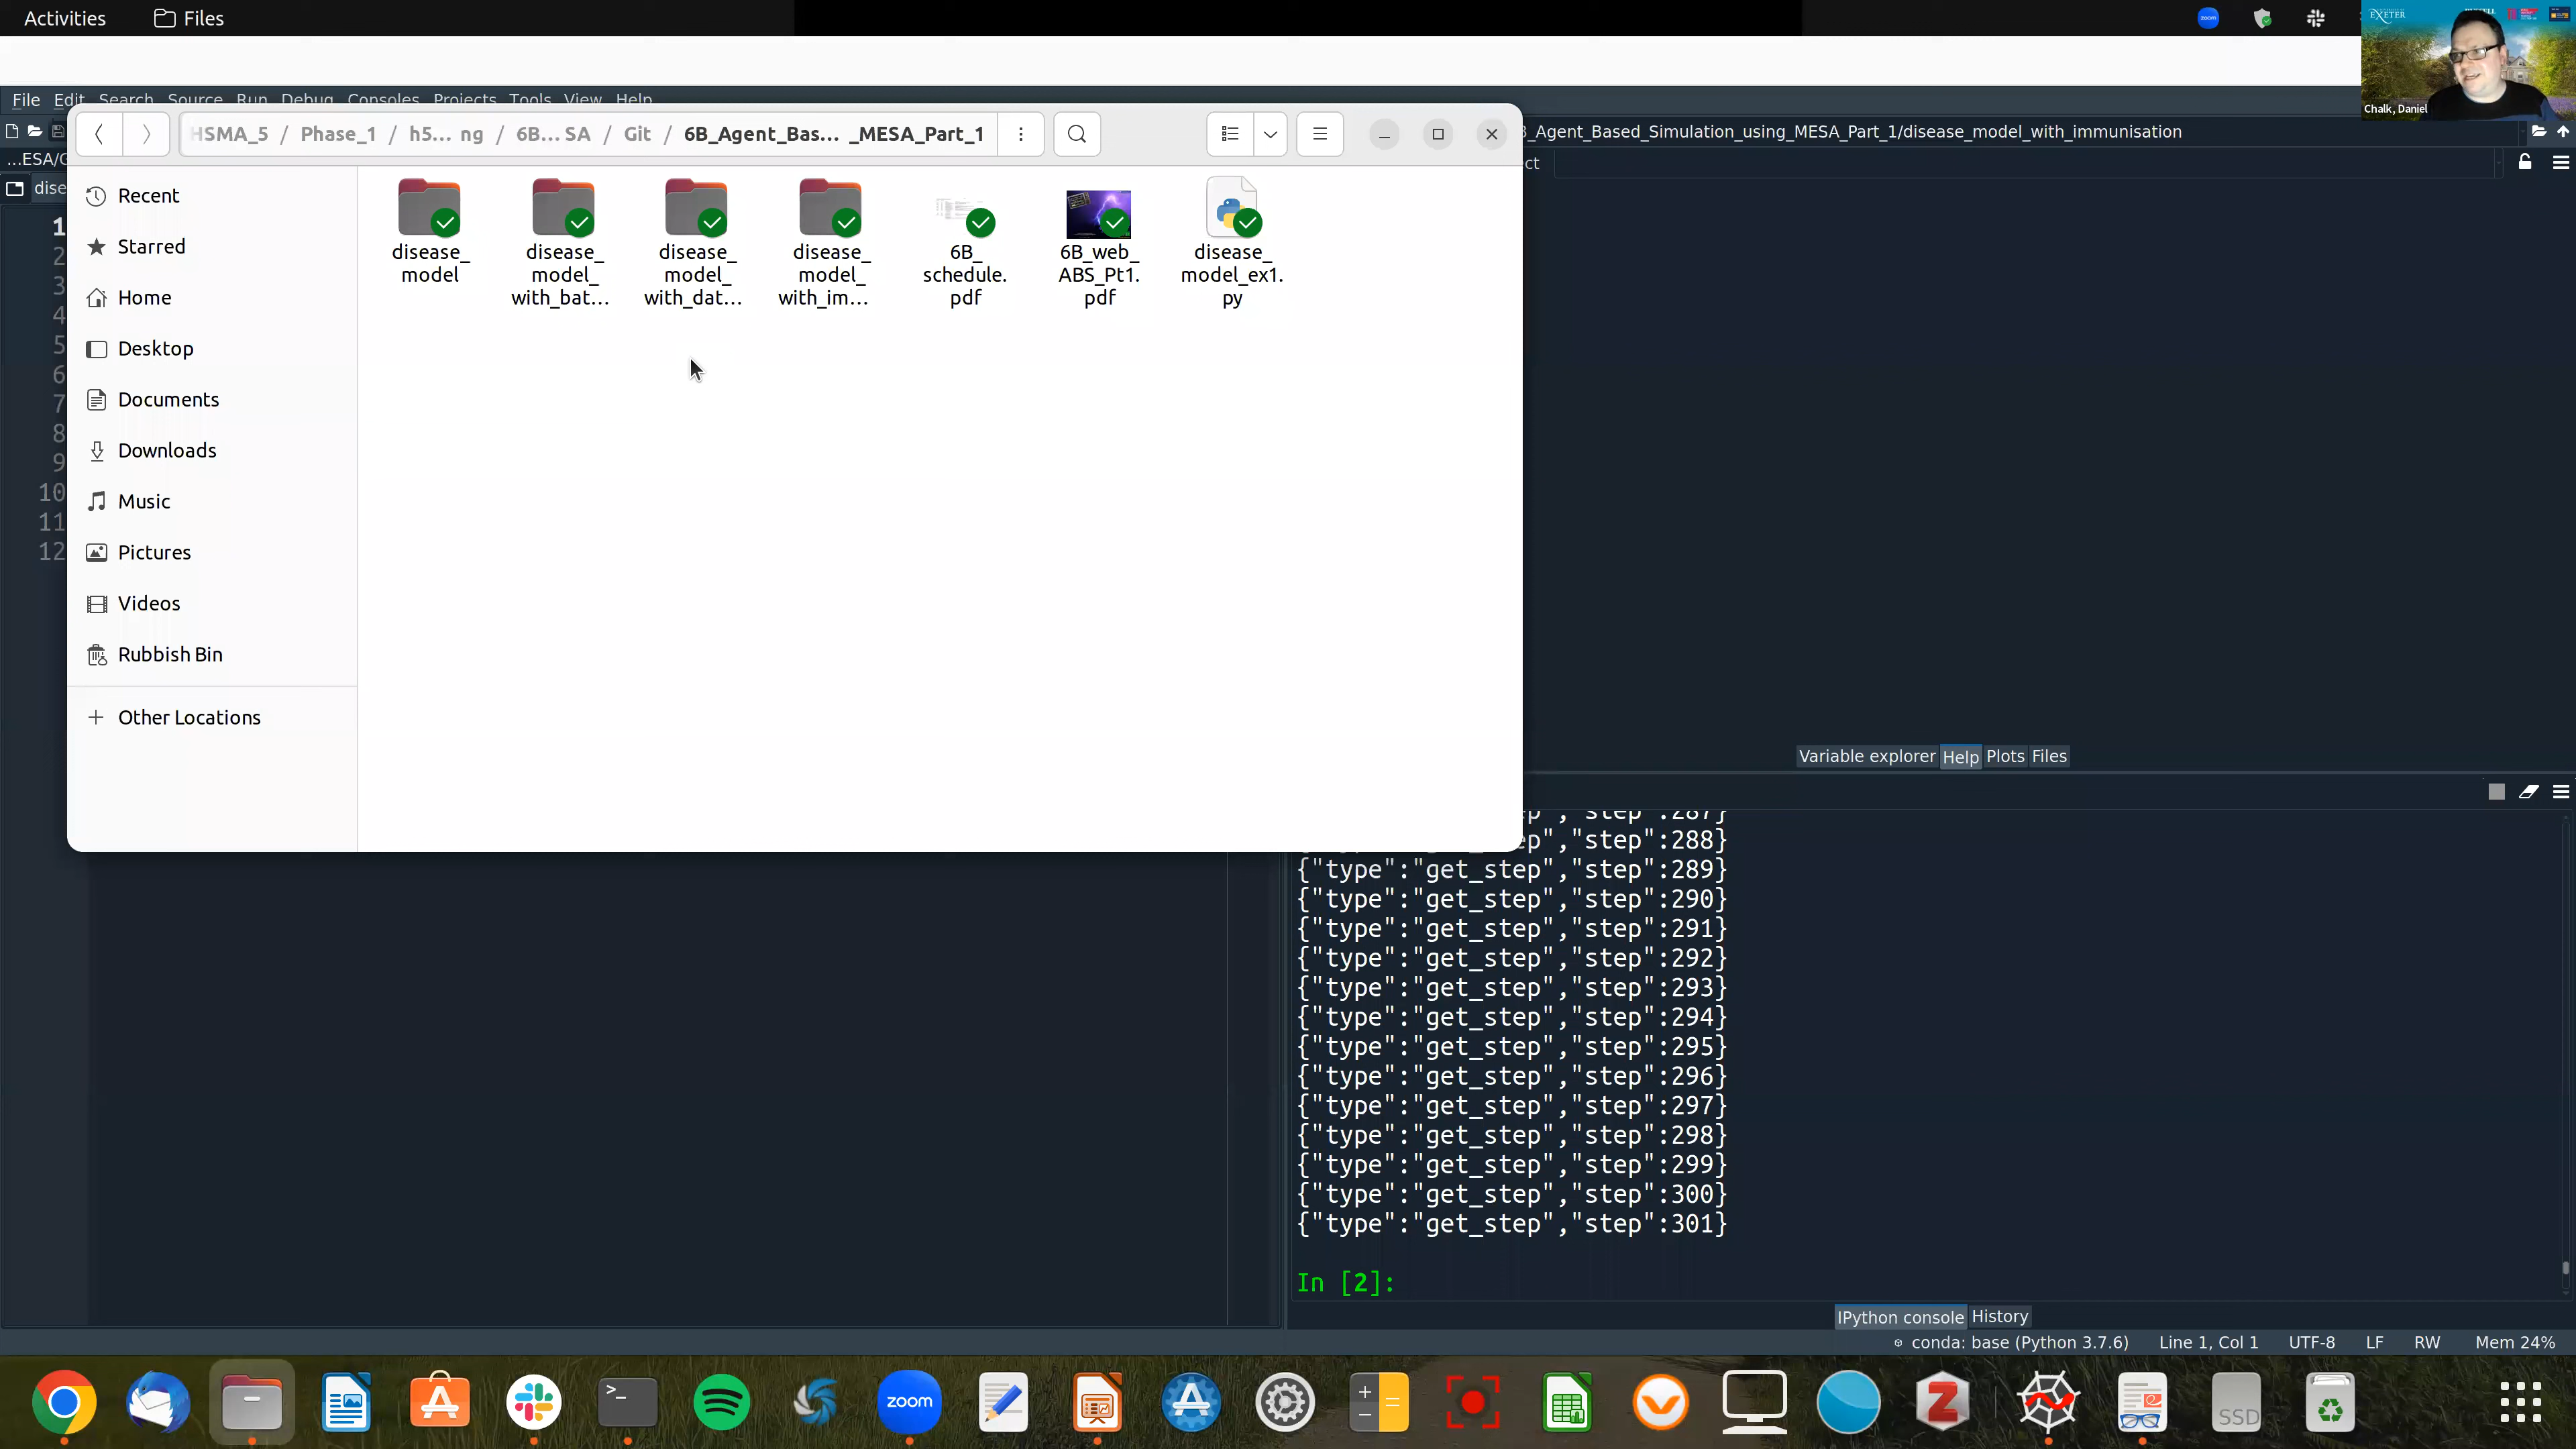 Activities
Files
zoom
EXETER
Chalk, Daniel
File Edit Search Source Run Debug Consoles Projects Tools View Help
HSMA_5 / Phase_1 / h5... ng / 6B... SA / Git / 6B_Agent_Bas... _MESA_Part_1
_Agent_Based_Simulation_using_MESA_Part_1/disease_model_with_immunisation
...ESA/G
ect
dise
1
2
3
4
5
6
7
8
9
10
11
12
Recent
Starred
Home
Desktop
Documents
Downloads
Music
Pictures
Videos
Rubbish Bin
Other Locations
disease_
model
disease_
model_
with_bat...
disease_
model_
with_dat...
disease_
model_
with_im...
6B_
schedule.
pdf
6B_web_
ABS_Pt1.
pdf
disease_
model_ex1.
py
Variable explorer Help Plots Files
ep","step":287}
ep","step":288}
{"type":"get_step","step":289}
{"type":"get_step","step":290}
{"type":"get_step","step":291}
{"type":"get_step","step":292}
{"type":"get_step","step":293}
{"type":"get_step","step":294}
{"type":"get_step","step":295}
{"type":"get_step","step":296}
{"type":"get_step","step":297}
{"type":"get_step","step":298}
{"type":"get_step","step":299}
{"type":"get_step","step":300}
{"type":"get_step","step":301}
In [2]:
IPython console History
conda: base (Python 3.7.6) Line 1, Col 1 UTF-8 LF RW Mem 24%
zoom
SSD